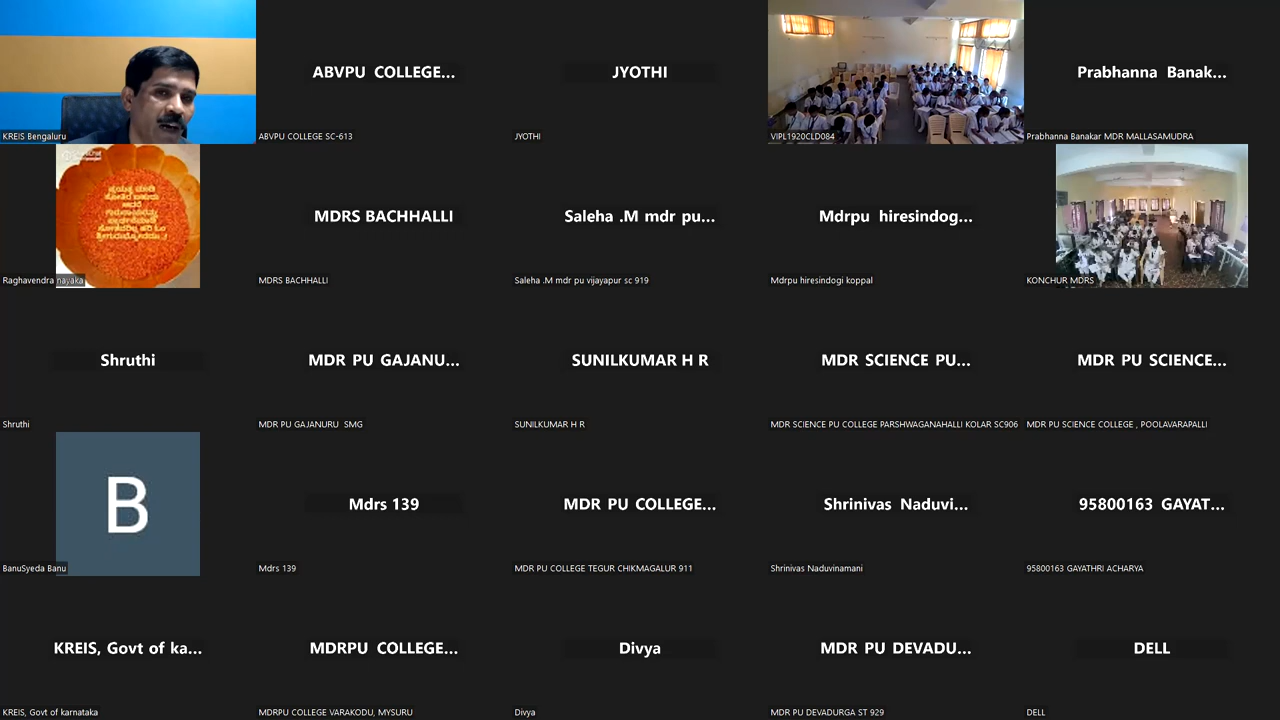 KREIS Bengaluru
ABVPU COLLEGE...
ABVPU COLLEGE SC-613
JYOTHI
JYOTHI
VIPL1920CLD084
Prabhanna Banak...
Prabhanna Banakar MDR MALLASAMUDRA
Raghavendra nayaka
MDRS BACHHALLI
MDRS BACHHALLI
Saleha .M mdr pu...
Saleha .M mdr pu vijayapur sc 919
Mdrpu hiresindog...
Mdrpu hiresindogi koppal
KONCHUR MDRS
Shruthi
Shruthi
MDR PU GAJANU...
MDR PU GAJANURU SMG
SUNILKUMAR H R
SUNILKUMAR H R
MDR SCIENCE PU...
MDR SCIENCE PU COLLEGE PARSHWAGANAHALLI KOLAR SC906
MDR PU SCIENCE...
MDR PU SCIENCE COLLEGE , POOLAVARAPALLI
B
BanuSyeda Banu
Mdrs 139
Mdrs 139
MDR PU COLLEGE...
MDR PU COLLEGE TEGUR CHIKMAGALUR 911
Shrinivas Naduvi...
Shrinivas Naduvinamani
95800163 GAYAT...
95800163 GAYATHRI ACHARYA
KREIS, Govt of ka...
KREIS, Govt of karnataka
MDRPU COLLEGE...
MDRPU COLLEGE VARAKODU, MYSURU
Divya
Divya
MDR PU DEVADU...
MDR PU DEVADURGA ST 929
DELL
DELL